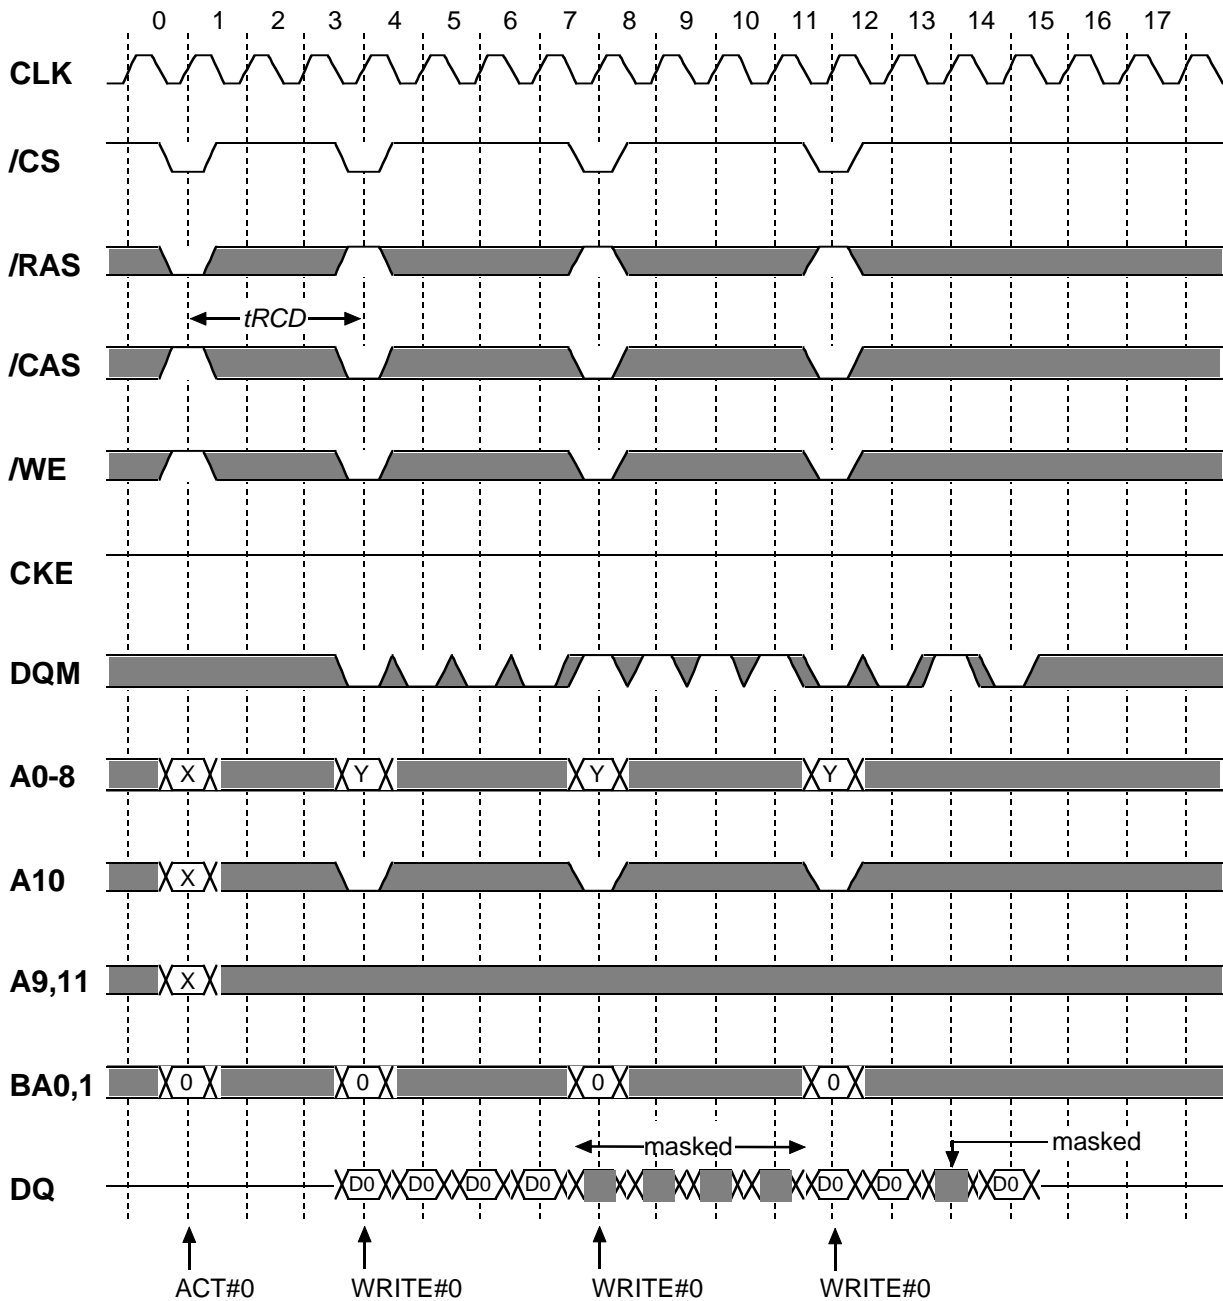 0 1 2 3 4 5 6 7 8 9 10 11 12 13 14 15 16 17
CLK
/CS
/RAS
tRCD
/CAS
/WE
CKE
DQM
A0-8 X Y Y Y
A10 X
A9,11 X
BA0,1 0 0 0 0
masked masked
DQ D0 D0 D0 D0 D0 D0 D0
ACT#0 WRITE#0 WRITE#0 WRITE#0